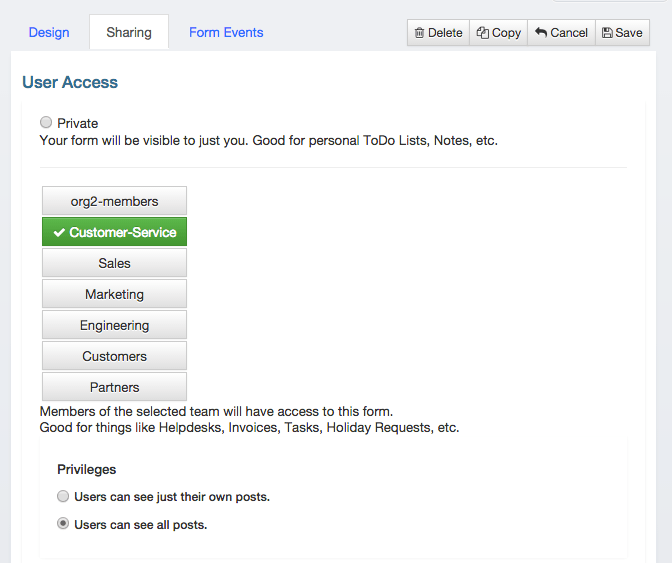 Design Sharing Form Events Delete Copy Cancel Save
User Access
Private
Your form will be visible to just you. Good for personal ToDo Lists, Notes, etc.
org2-members
Customer-Service
Sales
Marketing
Engineering
Customers
Partners
Members of the selected team will have access to this form.
Good for things like Helpdesks, Invoices, Tasks, Holiday Requests, etc.
Privileges
Users can see just their own posts.
Users can see all posts.